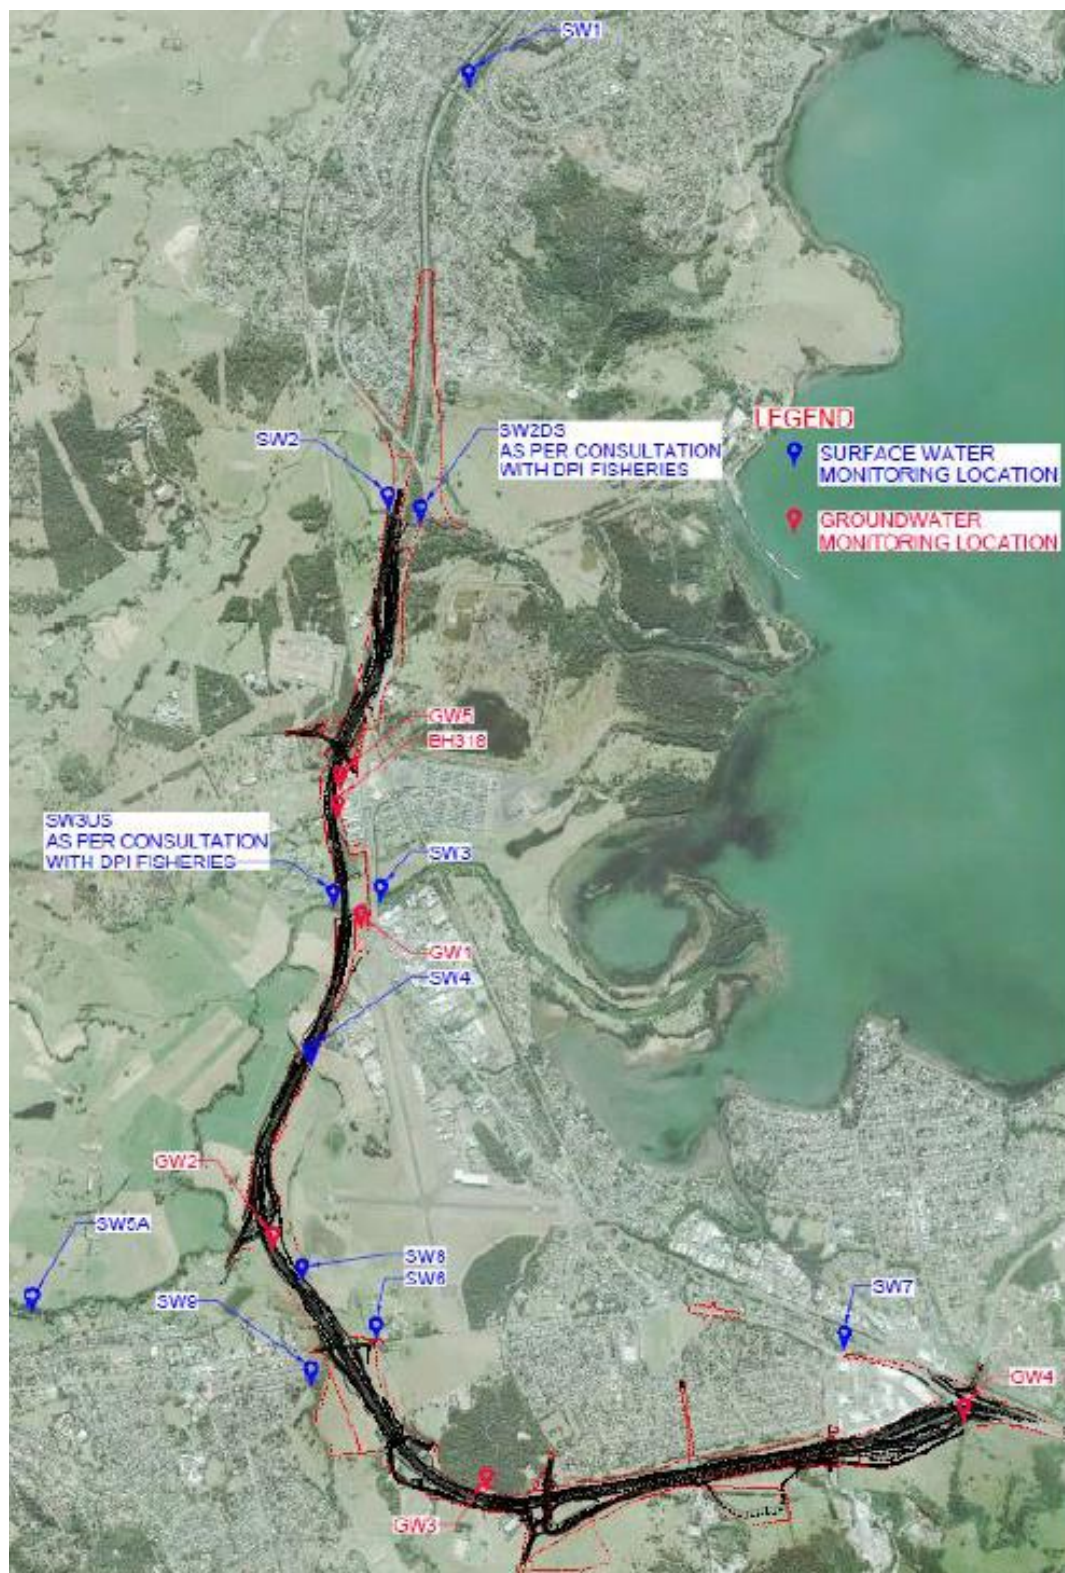 SW1
SW2
SW2DS
AS PER CONSULTATION
WITH DPI FISHERIES
LEGEND
SURFACE WATER
MONITORING LOCATION
GROUNDWATER
MONITORING LOCATION
GW5
BH318
SW3US
AS PER CONSULTATION
WITH DPI FISHERIES
SW3
GW1
SW4
GW2
SW5A
SW8
SW6
SW9
SW7
GW4
GW3